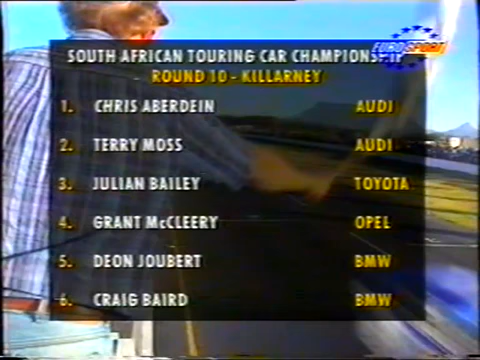 SOUTH AFRICAN TOURING CAR CHAMPIONSHIP
EUROSPORT
ROUND 10 - KILLARNEY
1. CHRIS ABERDEIN AUDI
2. TERRY MOSS AUDI
3. JULIAN BAILEY TOYOTA
4. GRANT McCLEERY OPEL
5. DEON JOUBERT BMW
6. CRAIG BAIRD BMW